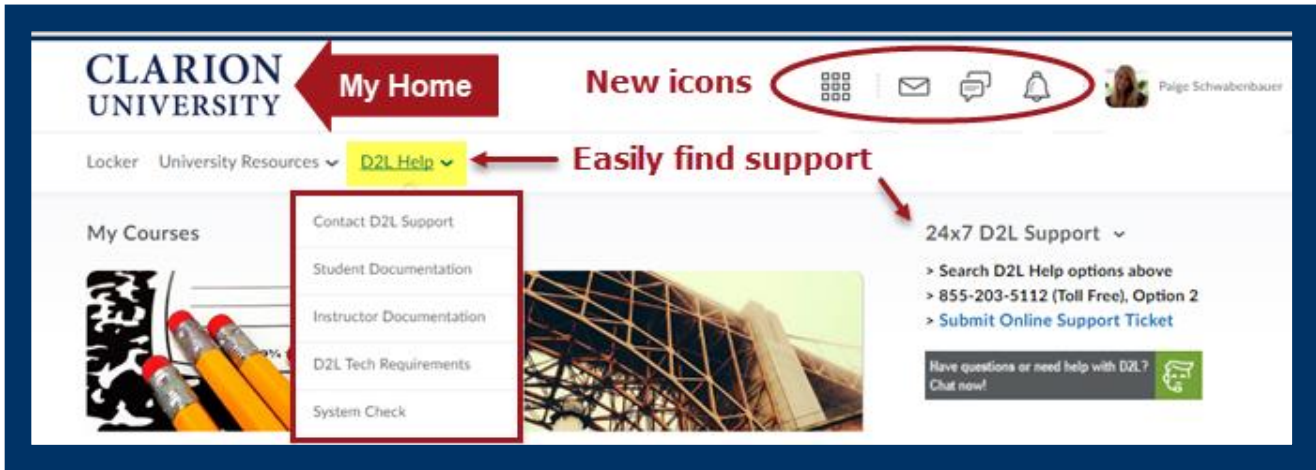 CLARION
UNIVERSITY
My Home
New icons
Paige Schwabenbauer
Locker University Resources D2L Help
Easily find support
My Courses
Contact D2L Support
Student Documentation
Instructor Documentation
D2L Tech Requirements
System Check
24x7 D2L Support
> Search D2L Help options above
> 855-203-5112 (Toll Free), Option 2
> Submit Online Support Ticket
Have questions or need help with D2L?
Chat now!